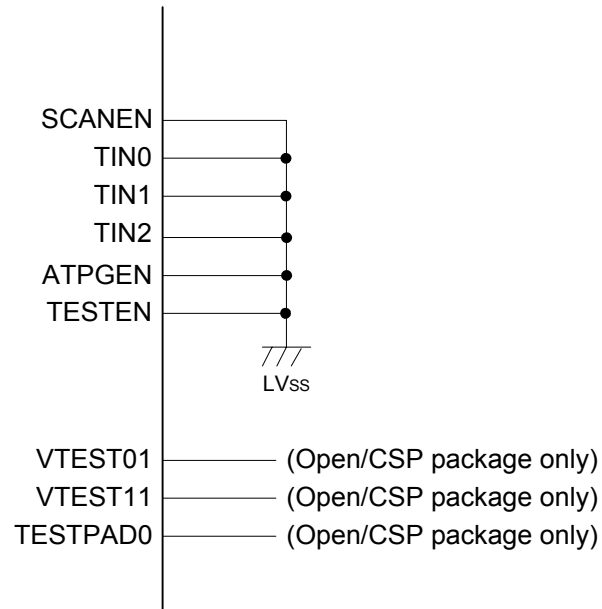 SCANEN
TIN0
TIN1
TIN2
ATPGEN
TESTEN
LVss
VTEST01 (Open/CSP package only)
VTEST11 (Open/CSP package only)
TESTPAD0 (Open/CSP package only)